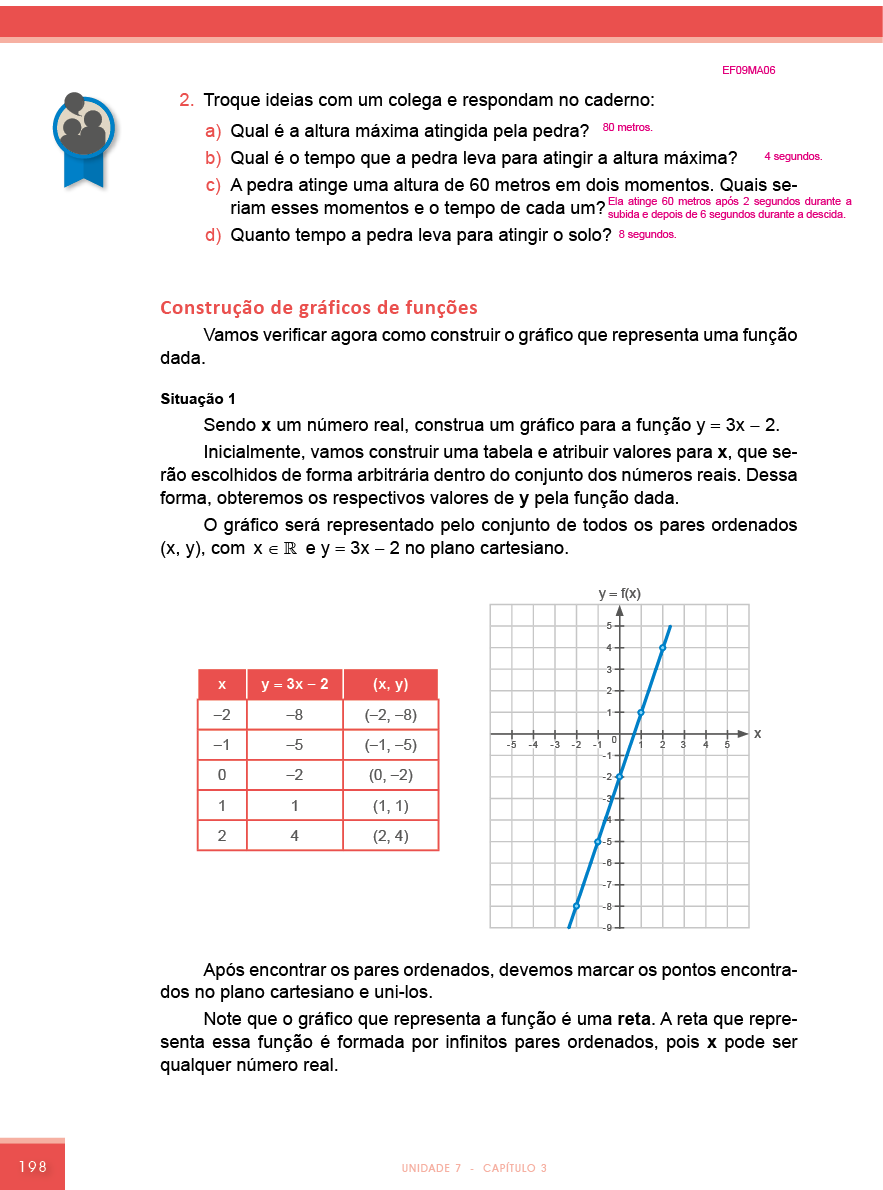 EF09MA06
2. Troque ideias com um colega e respondam no caderno:
a) Qual é a altura máxima atingida pela pedra? 80 metros.
b) Qual é o tempo que a pedra leva para atingir a altura máxima? 4 segundos.
c) A pedra atinge uma altura de 60 metros em dois momentos. Quais se-
riam esses momentos e o tempo de cada um? Ela atinge 60 metros após 2 segundos durante a
subida e depois de 6 segundos durante a descida.
d) Quanto tempo a pedra leva para atingir o solo? 8 segundos.
Construção de gráficos de funções
Vamos verificar agora como construir o gráfico que representa uma função
dada.
Situação 1
Sendo x um número real, construa um gráfico para a função y = 3x – 2.
Inicialmente, vamos construir uma tabela e atribuir valores para x, que se-
rão escolhidos de forma arbitrária dentro do conjunto dos números reais. Dessa
forma, obteremos os respectivos valores de y pela função dada.
O gráfico será representado pelo conjunto de todos os pares ordenados
(x, y), com x ∈ ℝ e y = 3x – 2 no plano cartesiano.
x y = 3x – 2 (x, y)
–2 –8 (–2, –8)
–1 –5 (–1, –5)
0 –2 (0, –2)
1 1 (1, 1)
2 4 (2, 4)
y = f(x)
5
4
3
2
1
-5 -4 -3 -2 -1 0 1 2 3 4 5 x
-1
-2
-3
-4
-5
-6
-7
-8
-9
Após encontrar os pares ordenados, devemos marcar os pontos encontra-
dos no plano cartesiano e uni-los.
Note que o gráfico que representa a função é uma reta. A reta que repre-
senta essa função é formada por infinitos pares ordenados, pois x pode ser
qualquer número real.
198
UNIDADE 7 - CAPÍTULO 3